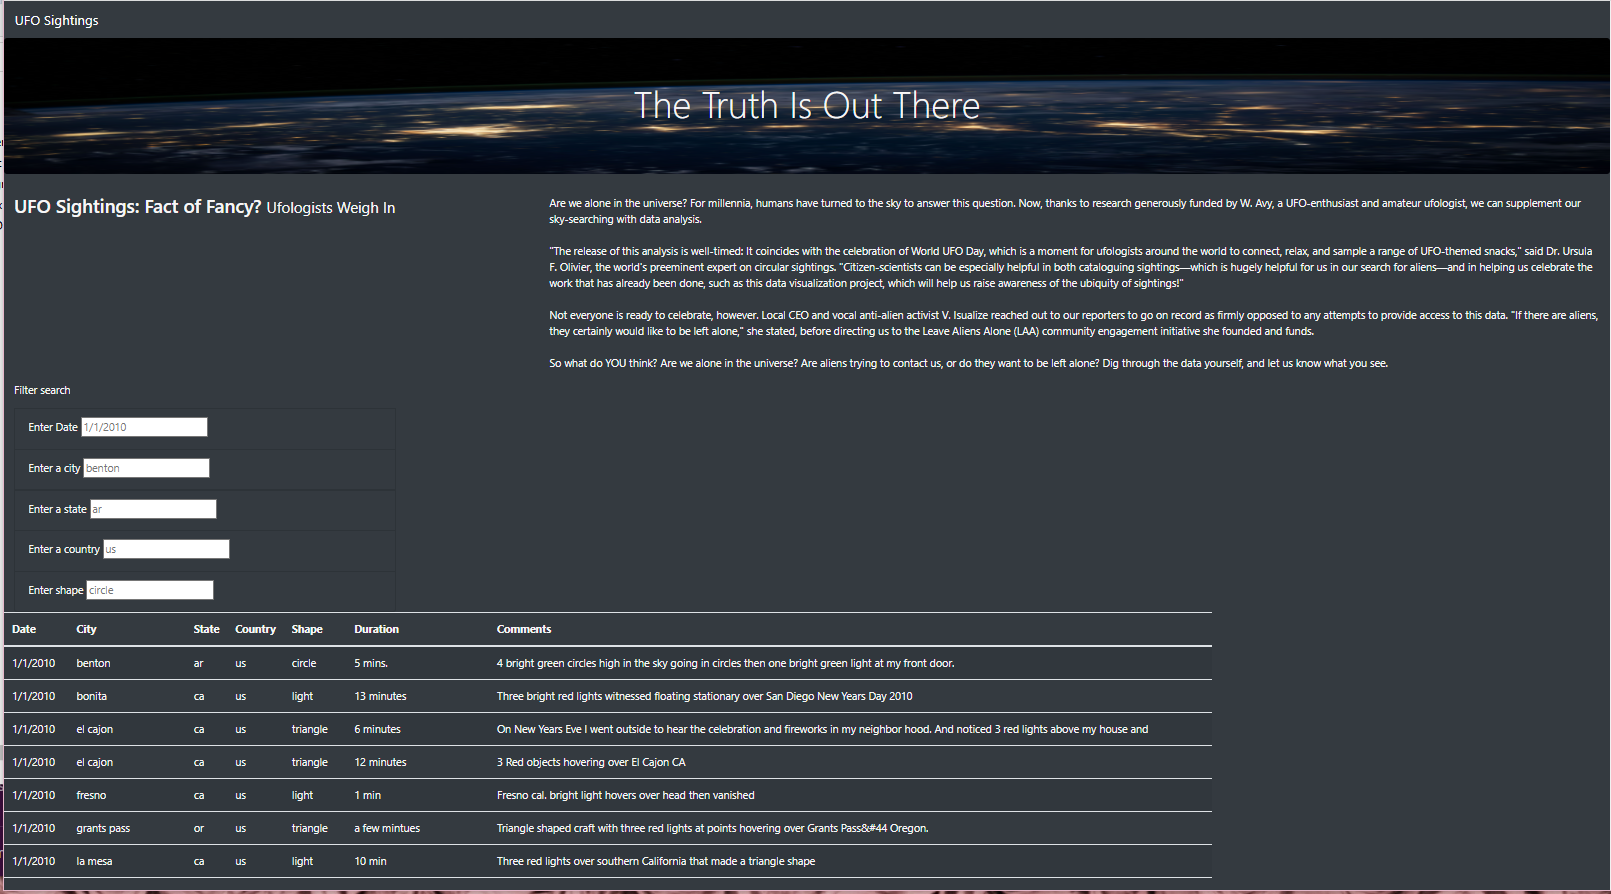 UFO Sightings
The Truth Is Out There
UFO Sightings: Fact of Fancy? Ufologists Weigh In
Are we alone in the universe? For millennia, humans have turned to the sky to answer this question. Now, thanks to research generously funded by W. Avy, a UFO-enthusiast and amateur ufologist, we can supplement our
sky-searching with data analysis.
"The release of this analysis is well-timed: It coincides with the celebration of World UFO Day, which is a moment for ufologists around the world to connect, relax, and sample a range of UFO-themed snacks," said Dr. Ursula
F. Olivier, the world's preeminent expert on circular sightings. "Citizen-scientists can be especially helpful in both cataloguing sightings—which is hugely helpful for us in our search for aliens—and in helping us celebrate the
work that has already been done, such as this data visualization project, which will help us raise awareness of the ubiquity of sightings!"
Not everyone is ready to celebrate, however. Local CEO and vocal anti-alien activist V. Isualize reached out to our reporters to go on record as firmly opposed to any attempts to provide access to this data. "If there are aliens,
they certainly would like to be left alone," she stated, before directing us to the Leave Aliens Alone (LAA) community engagement initiative she founded and funds.
So what do YOU think? Are we alone in the universe? Are aliens trying to contact us, or do they want to be left alone? Dig through the data yourself, and let us know what you see.
Filter search
Enter Date 1/1/2010
Enter a city benton
Enter a state ar
Enter a country us
Enter shape circle
Date City State Country Shape Duration Comments
1/1/2010 benton ar us circle 5 mins. 4 bright green circles high in the sky going in circles then one bright green light at my front door.
1/1/2010 bonita ca us light 13 minutes Three bright red lights witnessed floating stationary over San Diego New Years Day 2010
1/1/2010 el cajon ca us triangle 6 minutes On New Years Eve I went outside to hear the celebration and fireworks in my neighbor hood. And noticed 3 red lights above my house and
1/1/2010 el cajon ca us triangle 12 minutes 3 Red objects hovering over El Cajon CA
1/1/2010 fresno ca us light 1 min Fresno cal. bright light hovers over head then vanished
1/1/2010 grants pass or us triangle a few mintues Triangle shaped craft with three red lights at points hovering over Grants Pass&#44 Oregon.
1/1/2010 la mesa ca us light 10 min Three red lights over southern California that made a triangle shape